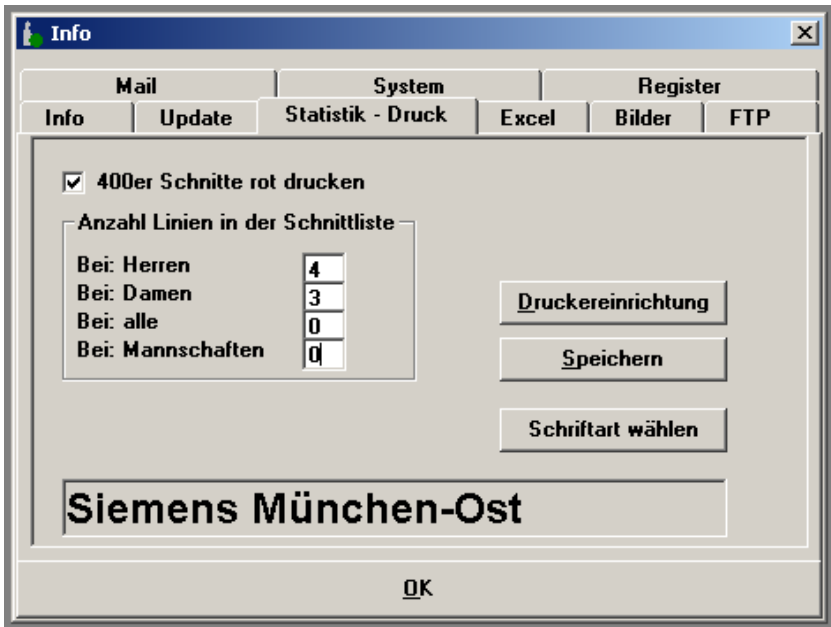 Info
Mail System Register
Info Update Statistik - Druck Excel Bilder FTP
400er Schnitte rot drucken
Anzahl Linien in der Schnittliste
Bei: Herren 4
Bei: Damen 3
Bei: alle 0
Bei: Mannschaften 0
Druckereinrichtung
Speichern
Schriftart wählen
Siemens München-Ost
OK